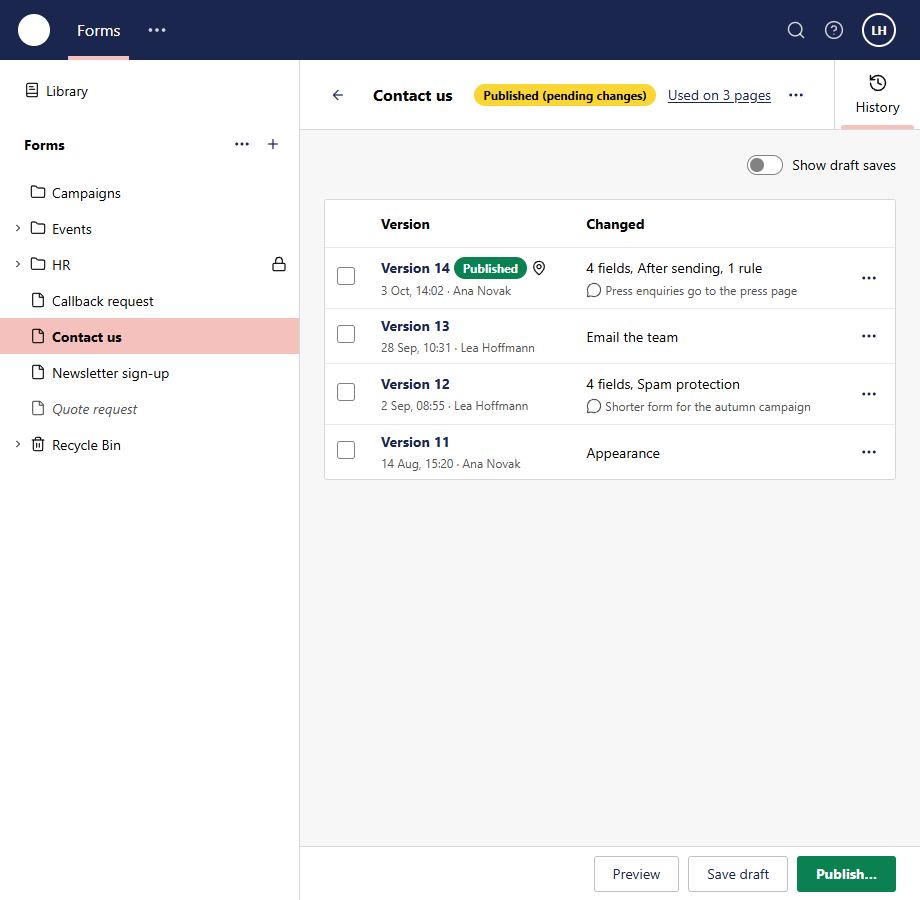 Forms
LH
Library
Forms
Campaigns
Events
HR
Callback request
Contact us
Newsletter sign-up
Quote request
Recycle Bin
Contact us
Published (pending changes)
Used on 3 pages
History
Show draft saves
Version
Changed
Version 14 Published
3 Oct, 14:02 · Ana Novak
4 fields, After sending, 1 rule
Press enquiries go to the press page
Version 13
28 Sep, 10:31 · Lea Hoffmann
Email the team
Version 12
2 Sep, 08:55 · Lea Hoffmann
4 fields, Spam protection
Shorter form for the autumn campaign
Version 11
14 Aug, 15:20 · Ana Novak
Appearance
Preview
Save draft
Publish...